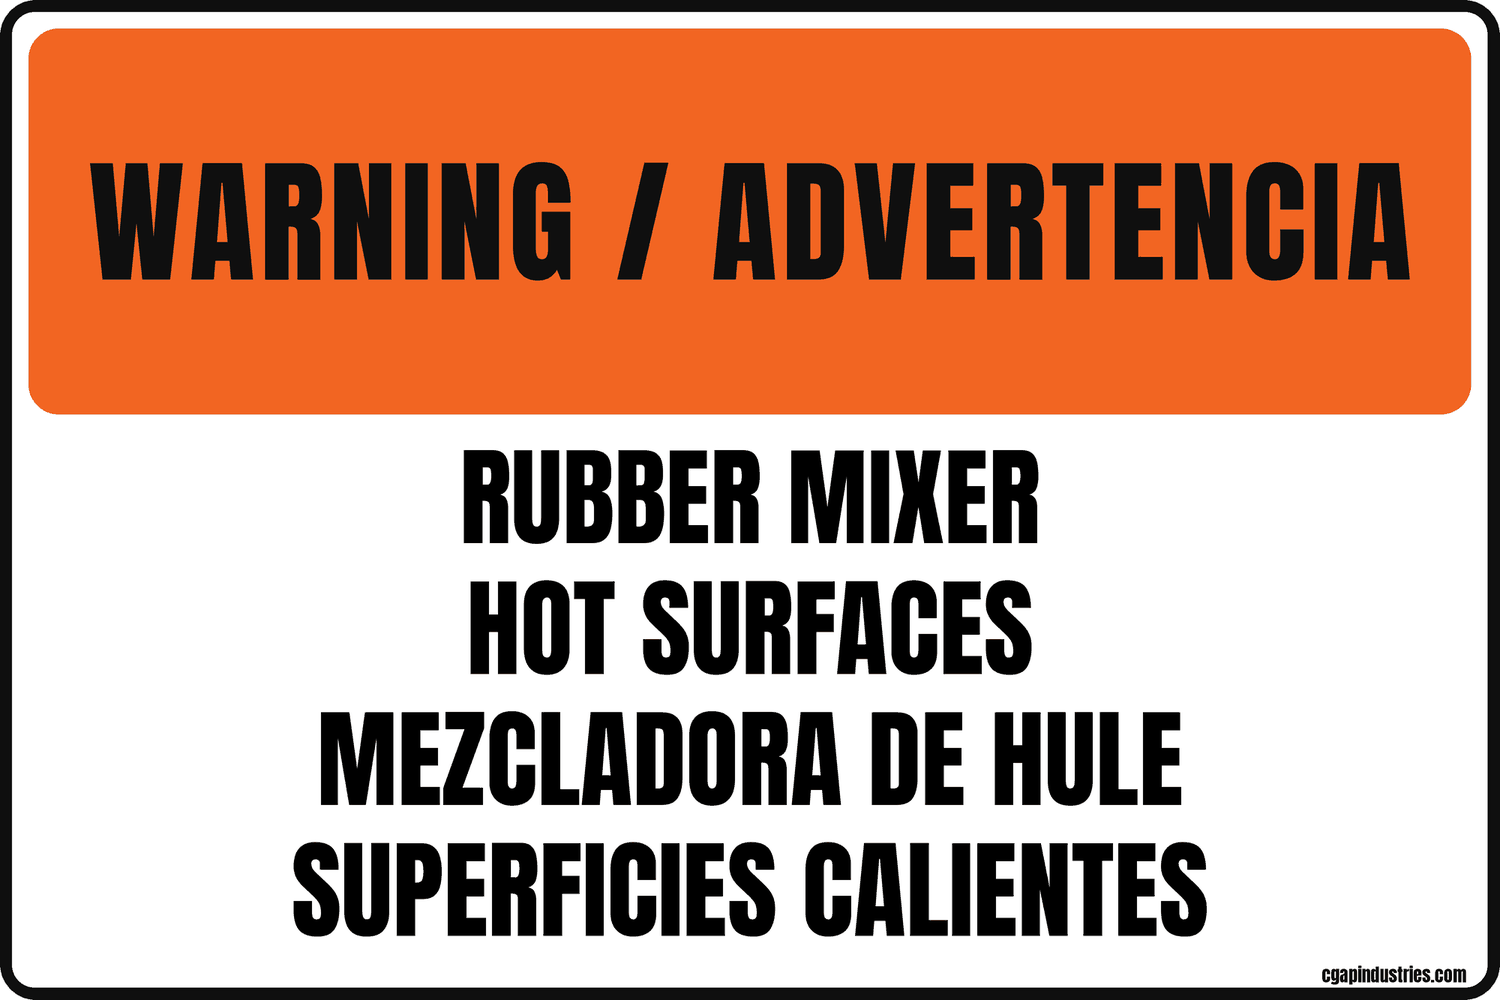 WARNING / ADVERTENCIA
RUBBER MIXER
HOT SURFACES
MEZCLADORA DE HULE
SUPERFICIES CALIENTES
cgapindustries.com